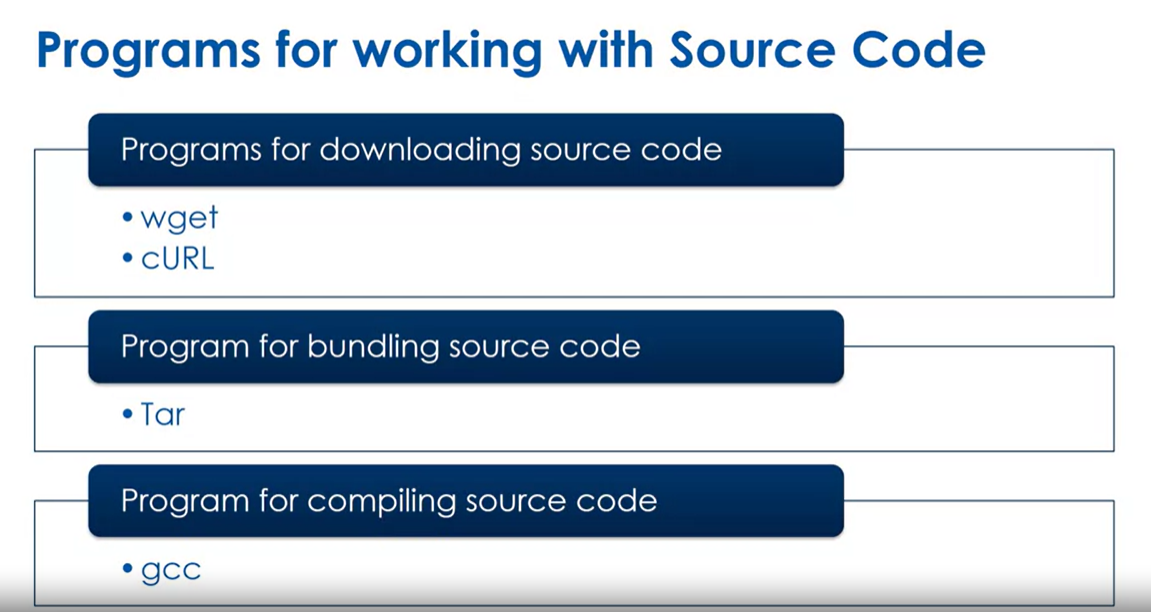 Programs for working with Source Code
Programs for downloading source code
• wget
• cURL
Program for bundling source code
• Tar
Program for compiling source code
• gcc